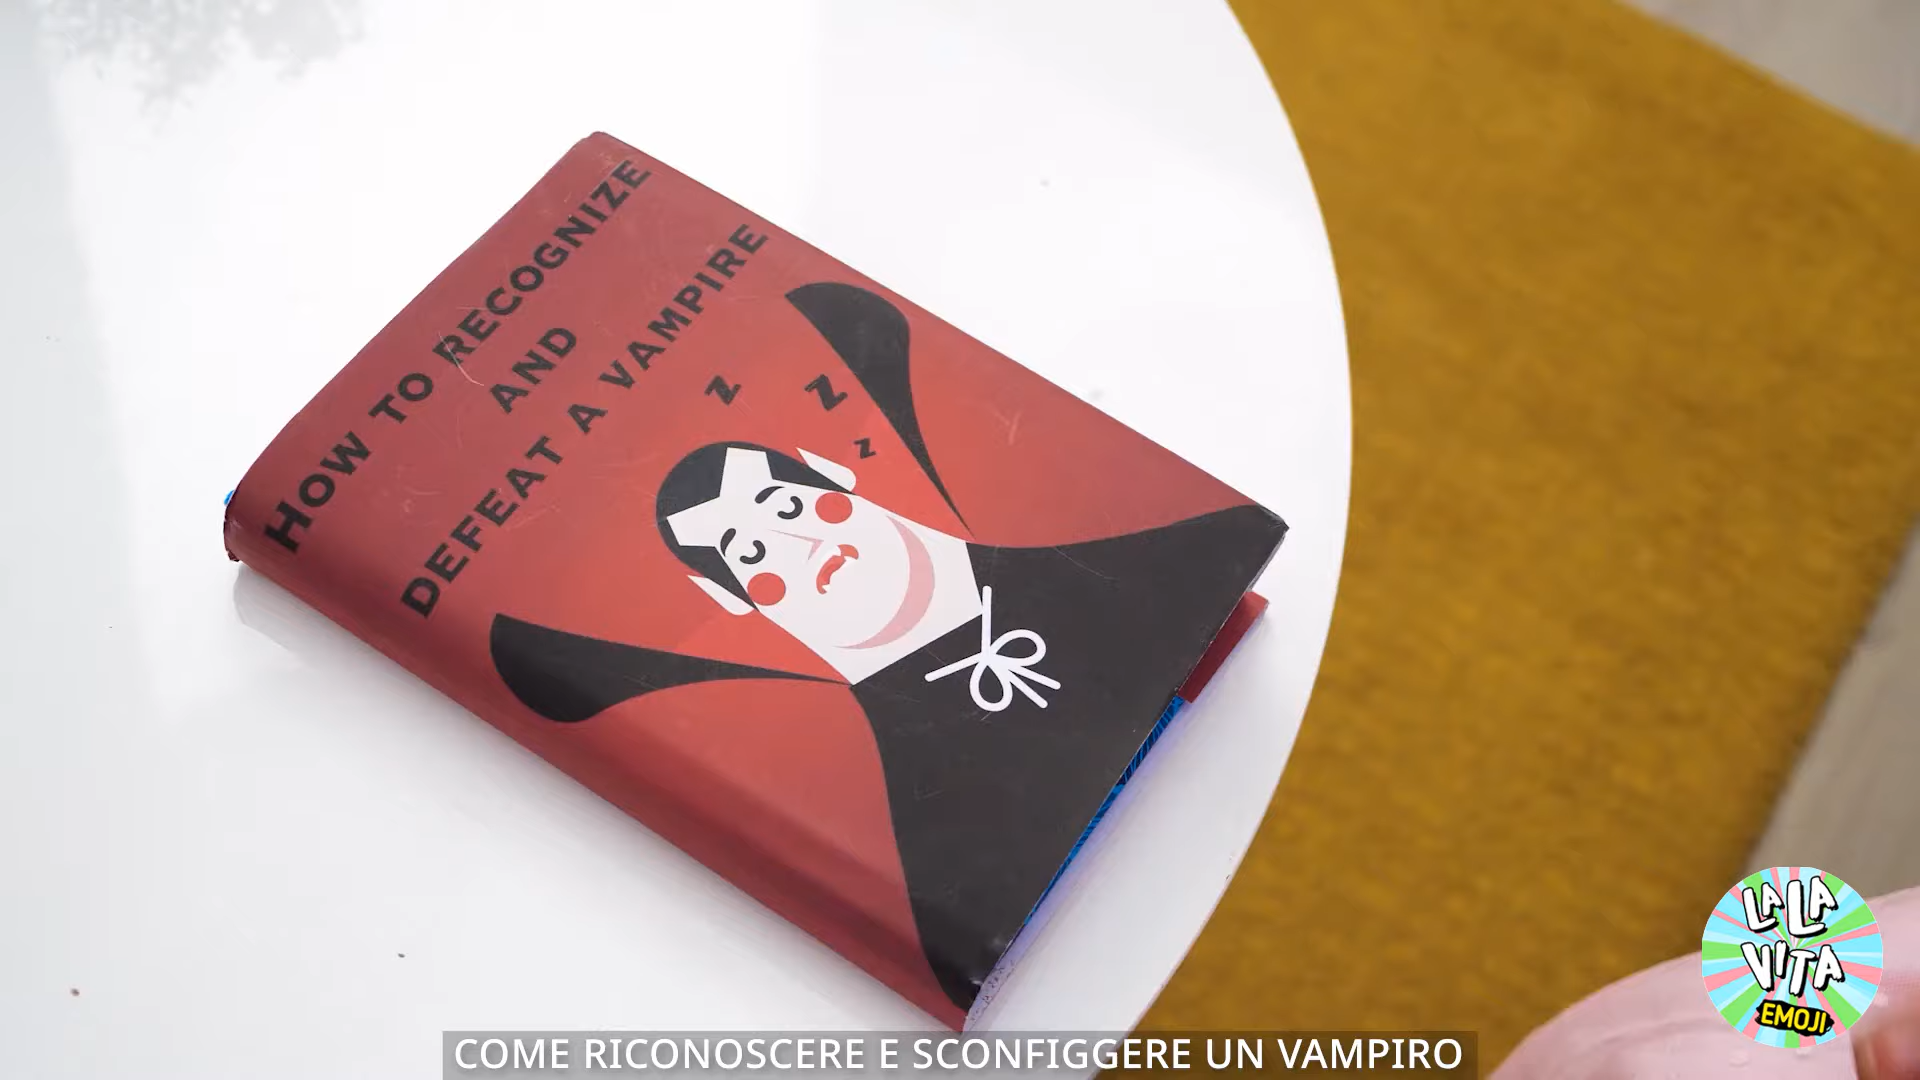 HOW TO RECOGNIZE
AND
DEFEAT A VAMPIRE
Z
Z
Z
LA LA
VITA
EMOJI
COME RICONOSCERE E SCONFIGGERE UN VAMPIRO